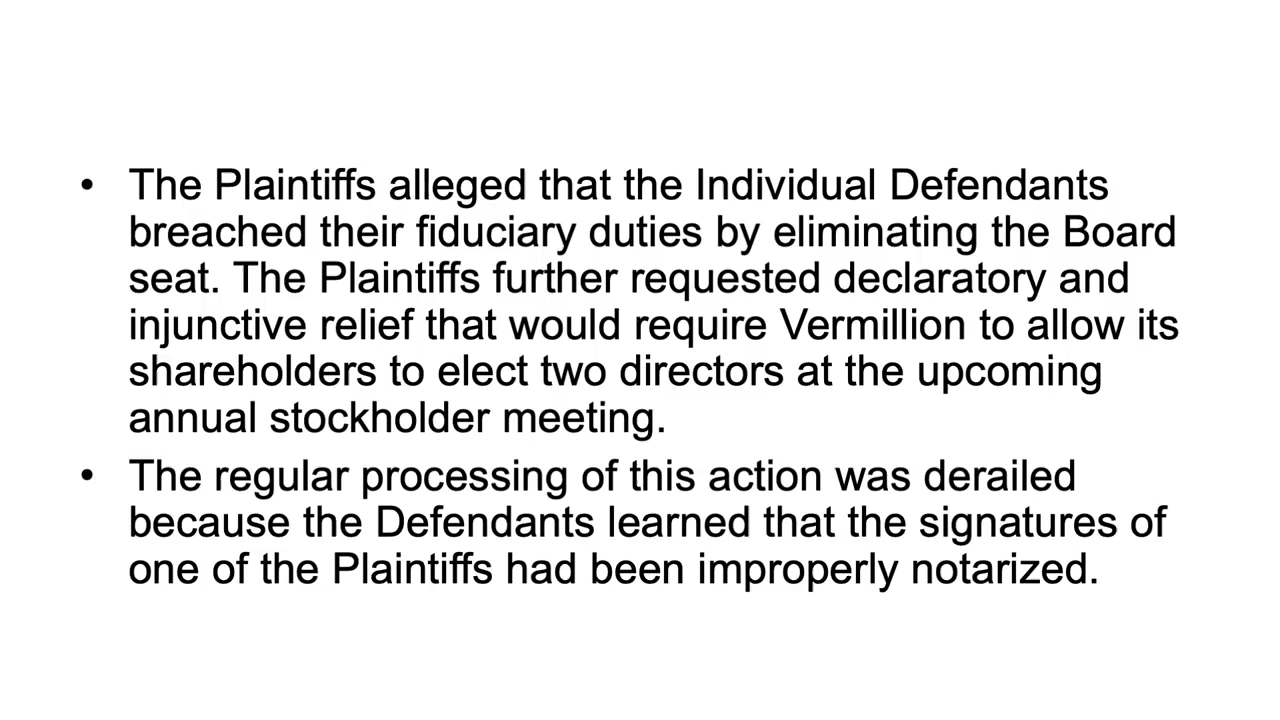 • The Plaintiffs alleged that the Individual Defendants
breached their fiduciary duties by eliminating the Board
seat. The Plaintiffs further requested declaratory and
injunctive relief that would require Vermillion to allow its
shareholders to elect two directors at the upcoming
annual stockholder meeting.
• The regular processing of this action was derailed
because the Defendants learned that the signatures of
one of the Plaintiffs had been improperly notarized.